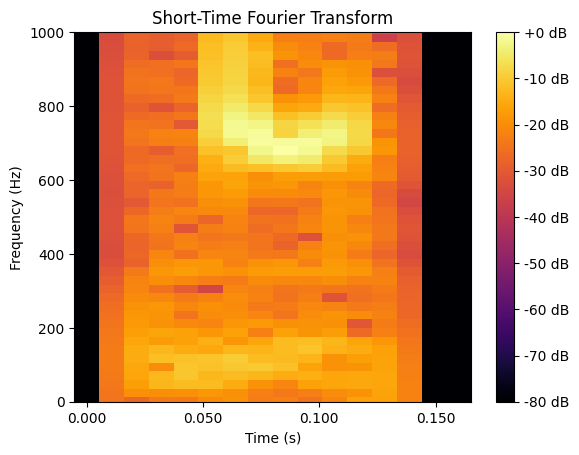 Short-Time Fourier Transform
1000
800
600
400
200
0
Frequency (Hz)
0.000
0.050
0.100
0.150
Time (s)
+0 dB
-10 dB
-20 dB
-30 dB
-40 dB
-50 dB
-60 dB
-70 dB
-80 dB